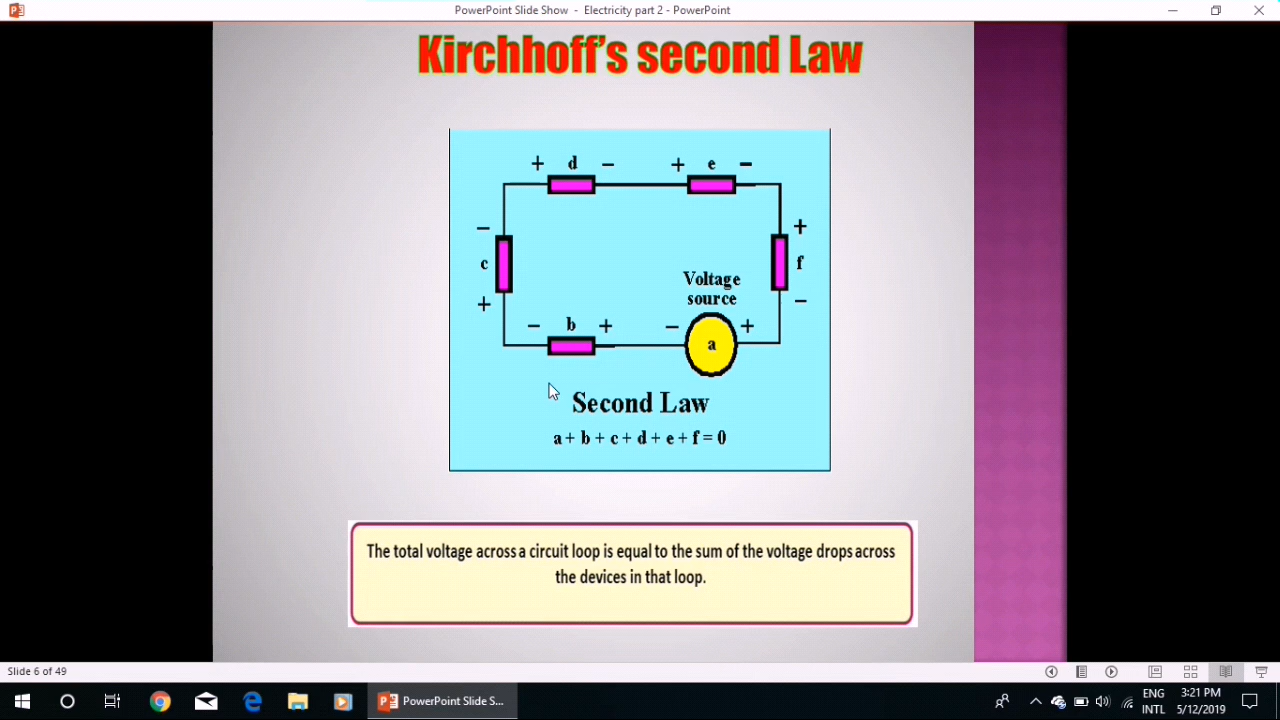 PowerPoint Slide Show - Electricity part 2 - PowerPoint
Kirchhoff's second Law
+ d − + e −
− +
c f
Voltage
source
+ −
− b + − +
a
Second Law
a + b + c + d + e + f = 0
The total voltage across a circuit loop is equal to the sum of the voltage drops across
the devices in that loop.
Slide 6 of 49
PowerPoint Slide S...
ENG
INTL
3:21 PM
5/12/2019